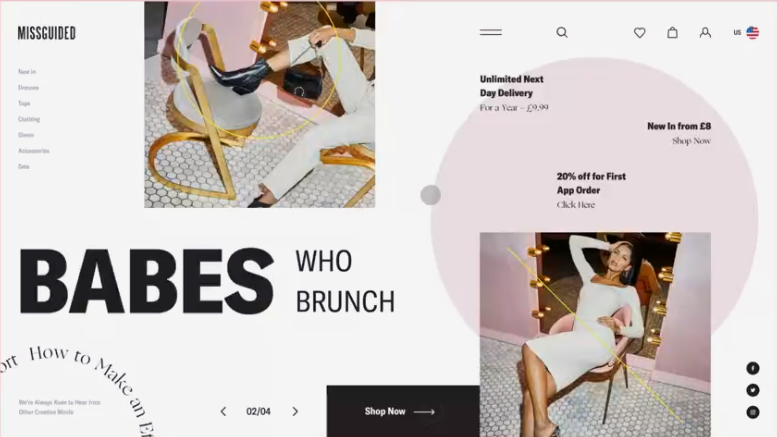 MISSGUIDED
US
New in
Dresses
Tops
Clothing
Shoes
Accessories
Sale
Unlimited Next
Day Delivery
For a Year – £9.99
New In from £8
Shop Now
20% off for First
App Order
Click Here
BABES
WHO
BRUNCH
ort How to Make an Ef
We're Always Keen to Hear from
Other Creative Minds
02/04
Shop Now